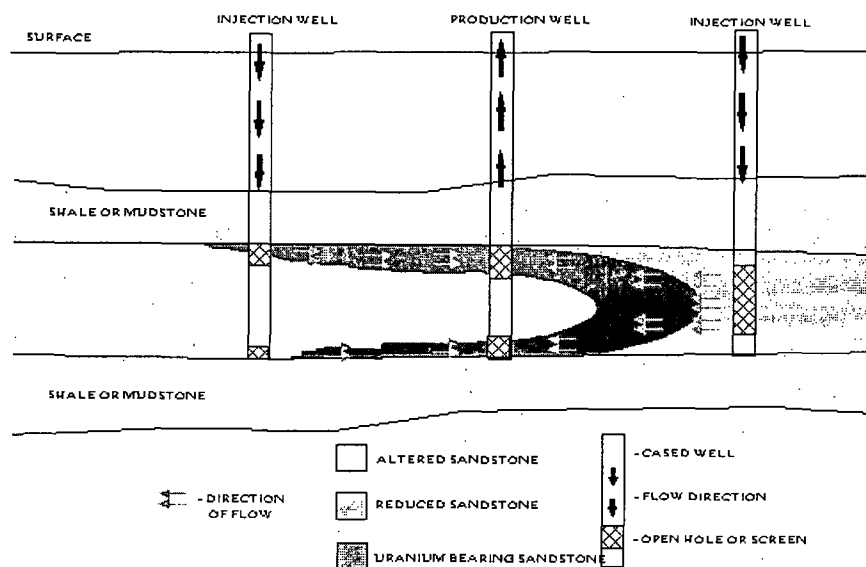 INJECTION WELL
PRODUCTION WELL
INJECTION WELL
SURFACE
SHALE OR MUDSTONE
SHALE OR MUDSTONE
ALTERED SANDSTONE
REDUCED SANDSTONE
URANIUM BEARING SANDSTONE
- DIRECTION
OF FLOW
- CASED WELL
- FLOW DIRECTION
- OPEN HOLE OR SCREEN